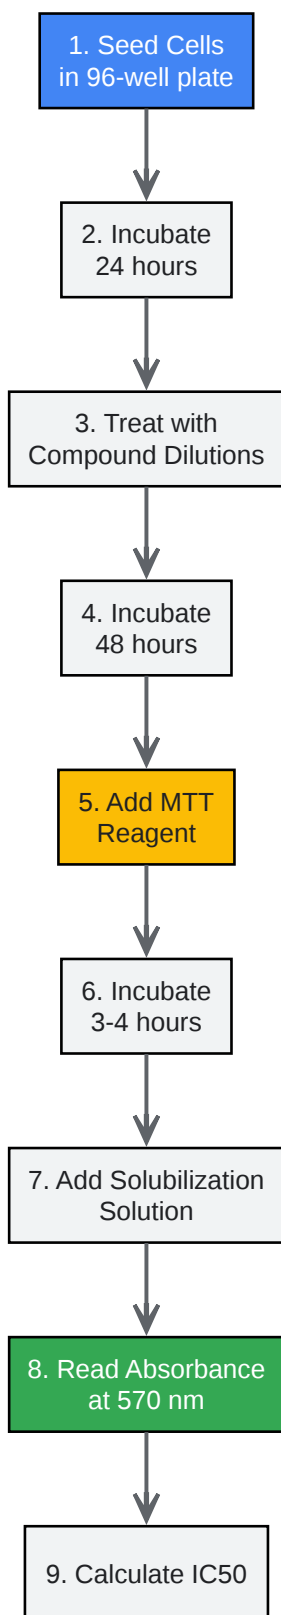 1. Seed Cells
in 96-well plate
2. Incubate
24 hours
3. Treat with
Compound Dilutions
4. Incubate
48 hours
5. Add MTT
Reagent
6. Incubate
3-4 hours
7. Add Solubilization
Solution
8. Read Absorbance
at 570 nm
9. Calculate IC50